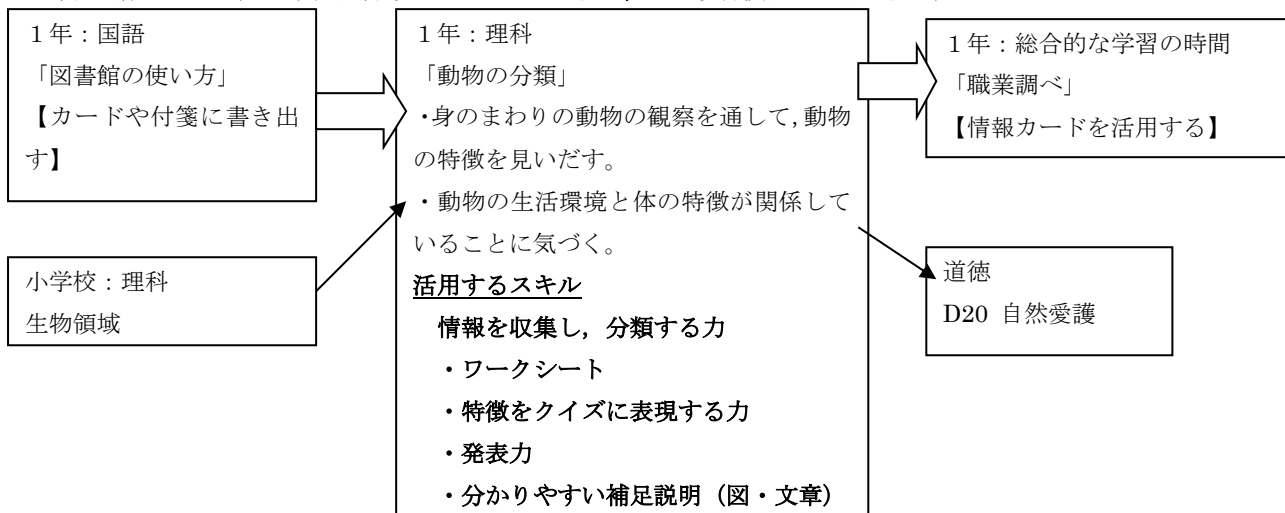 １年：国語
「図書館の使い方」
【カードや付箋に書き出
す】
小学校：理科
生物領域
１年：理科
「動物の分類」
・身のまわりの動物の観察を通して，動物
の特徴を見いだす。
・動物の生活環境と体の特徴が関係して
いることに気づく。
活用するスキル
情報を収集し，分類する力
・ワークシート
・特徴をクイズに表現する力
・発表力
・分かりやすい補足説明（図・文章）
１年：総合的な学習の時間
「職業調べ」
【情報カードを活用する】
道徳
D20 自然愛護